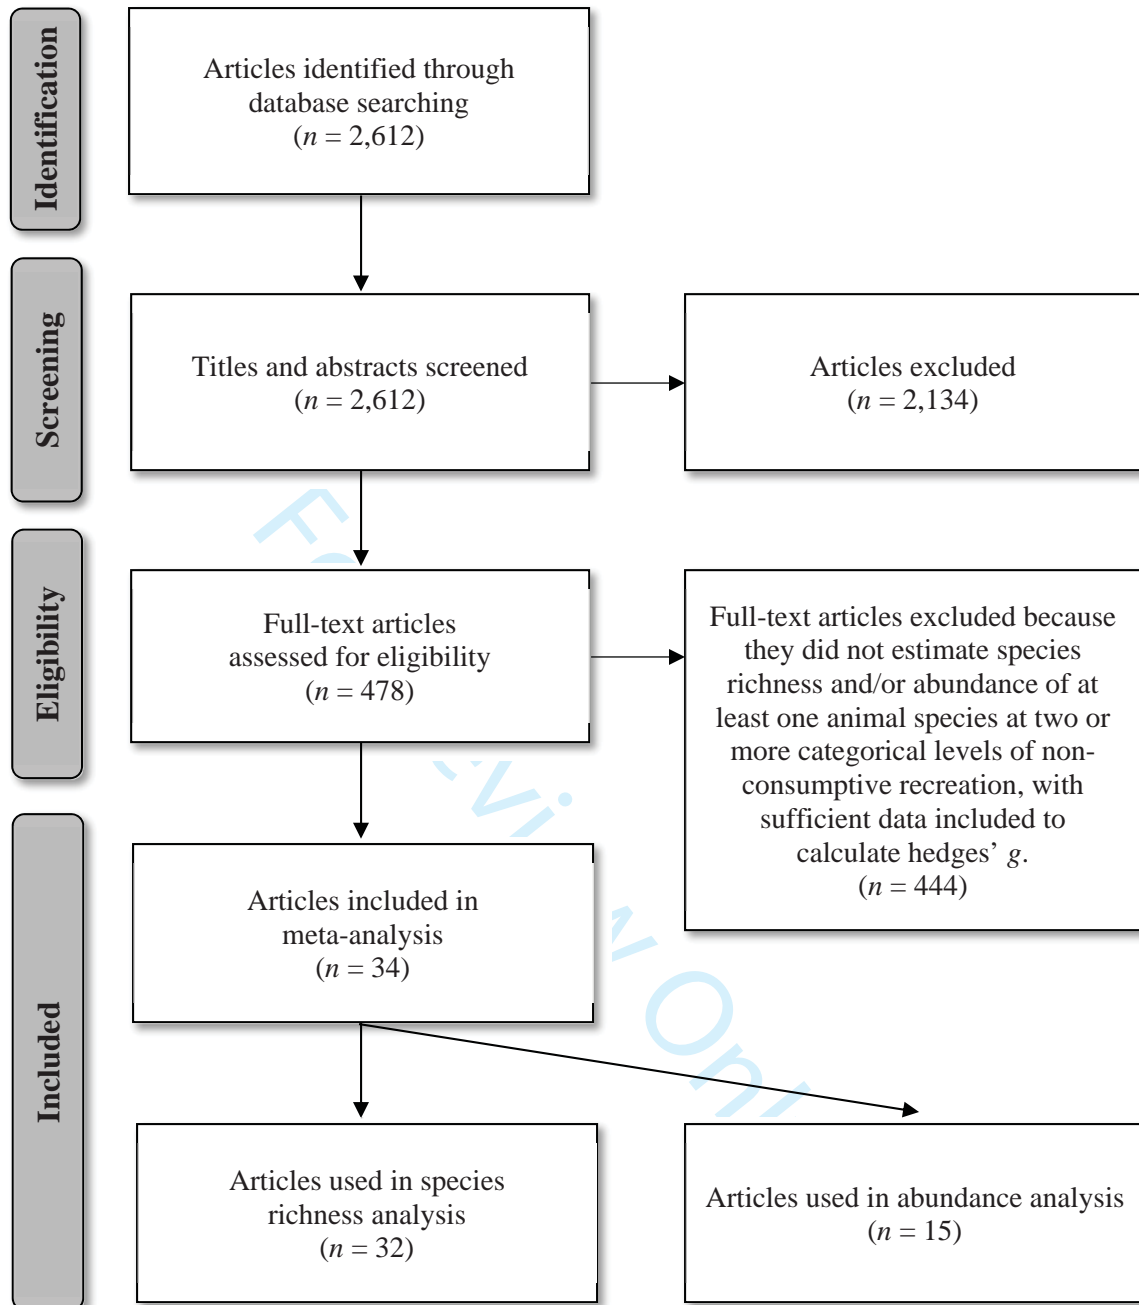 Identification
Articles identified through
database searching
(n = 2,612)
Screening
Titles and abstracts screened
(n = 2,612)
Articles excluded
(n = 2,134)
Eligibility
Full-text articles
assessed for eligibility
(n = 478)
Full-text articles excluded because
they did not estimate species
richness and/or abundance of at
least one animal species at two or
more categorical levels of non-
consumptive recreation, with
sufficient data included to
calculate hedges’ g.
(n = 444)
Included
Articles included in
meta-analysis
(n = 34)
Articles used in species
richness analysis
(n = 32)
Articles used in abundance analysis
(n = 15)